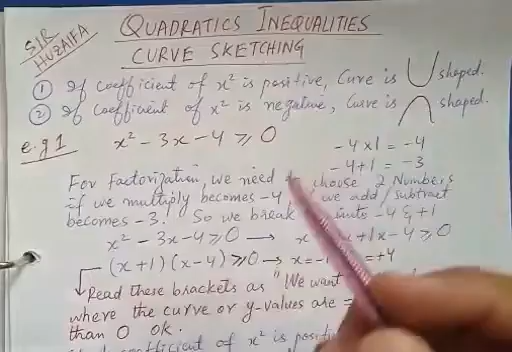 SIR HUZAIFA
QUADRATICS INEQUALITIES
CURVE SKETCHING
① If coefficient of x² is positive, Curve is shaped.
② If coefficient of x² is negative, Curve is shaped.
e.g 1 x² - 3x - 4 ≥ 0
-4 x 1 = -4
-4 + 1 = -3
For Factorization, we need choose 2 Numbers
if we multiply becomes -4 we add/subtract
becomes -3. So we break -4 & +1
x² - 3x - 4 ≥ 0 → x + 1x - 4 ≥ 0
(x + 1) (x - 4) ≥ 0 → x = -1 = +4
Read these brackets as "We want
where the curve or y-values are =
than 0 ok.
coefficient of x² is